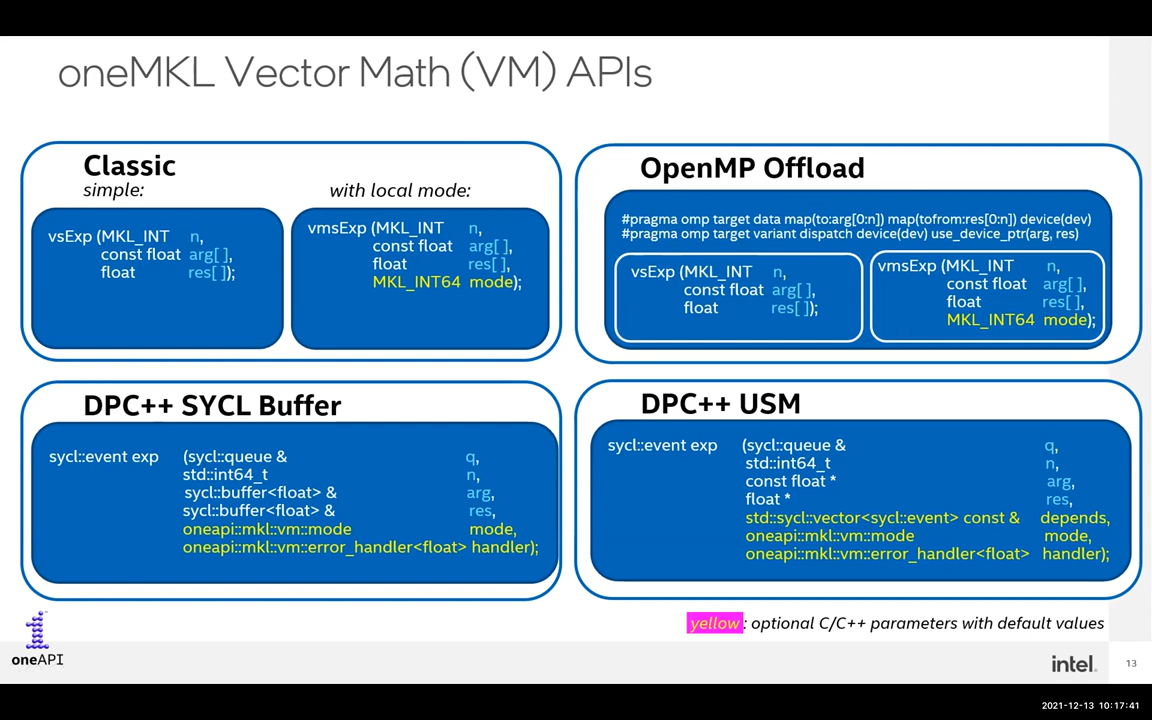 oneMKL Vector Math (VM) APIs
Classic
simple:
with local mode:
vsExp (MKL_INT n,
const float arg[ ],
float res[ ]);
vmsExp (MKL_INT n,
const float arg[ ],
float res[ ],
MKL_INT64 mode);
OpenMP Offload
#pragma omp target data map(to:arg[0:n]) map(tofrom:res[0:n]) device(dev)
#pragma omp target variant dispatch device(dev) use_device_ptr(arg, res)
vsExp (MKL_INT n,
const float arg[ ],
float res[ ]);
vmsExp (MKL_INT n,
const float arg[ ],
float res[ ],
MKL_INT64 mode);
DPC++ SYCL Buffer
sycl::event exp (sycl::queue & q,
std::int64_t n,
sycl::buffer<float> & arg,
sycl::buffer<float> & res,
oneapi::mkl::vm::mode mode,
oneapi::mkl::vm::error_handler<float> handler);
DPC++ USM
sycl::event exp (sycl::queue & q,
std::int64_t n,
const float * arg,
float * res,
std::sycl::vector<sycl::event> const & depends,
oneapi::mkl::vm::mode mode,
oneapi::mkl::vm::error_handler<float> handler);
yellow : optional C/C++ parameters with default values
oneAPI
intel.
13
2021-12-13 10:17:41